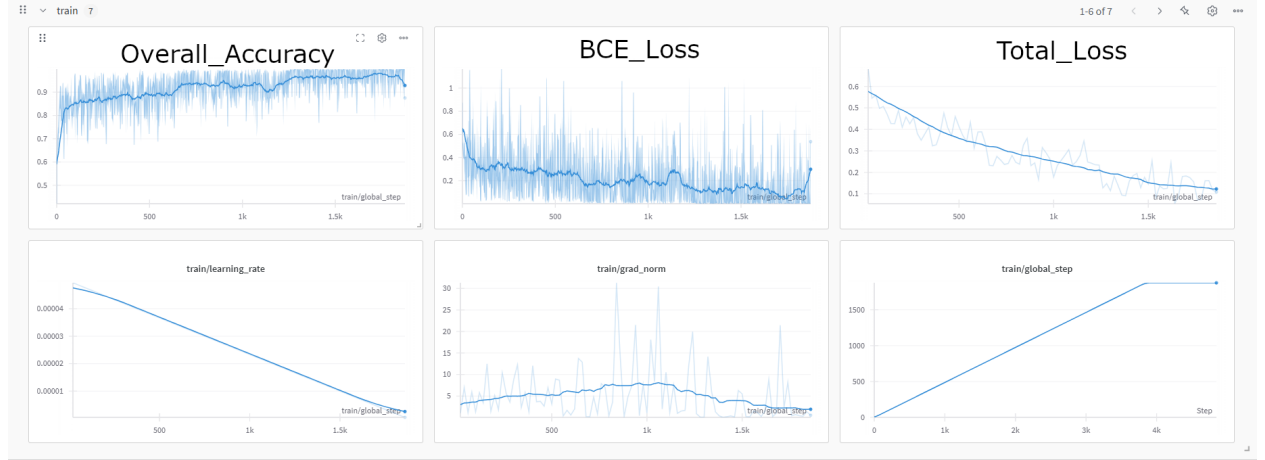 train 7
1-6 of 7
Overall_Accuracy
0.9
0.8
0.7
0.6
0.5
train/global_step
0 500 1k 1.5k
BCE_Loss
1
0.8
0.6
0.4
0.2
train/global_step
0 500 1k 1.5k
Total_Loss
0.6
0.5
0.4
0.3
0.2
0.1
train/global_step
500 1k 1.5k
train/learning_rate
0.00004
0.00003
0.00002
0.00001
train/global_step
500 1k 1.5k
train/grad_norm
30
25
20
15
10
5
train/global_step
500 1k 1.5k
train/global_step
1500
1000
500
0
Step
0 1k 2k 3k 4k